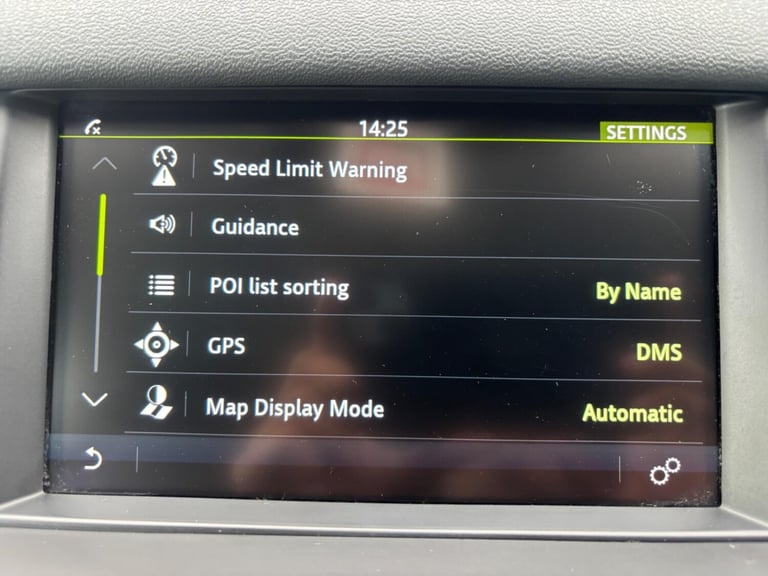 14:25
SETTINGS
Speed Limit Warning
Guidance
POI list sorting By Name
GPS DMS
Map Display Mode Automatic